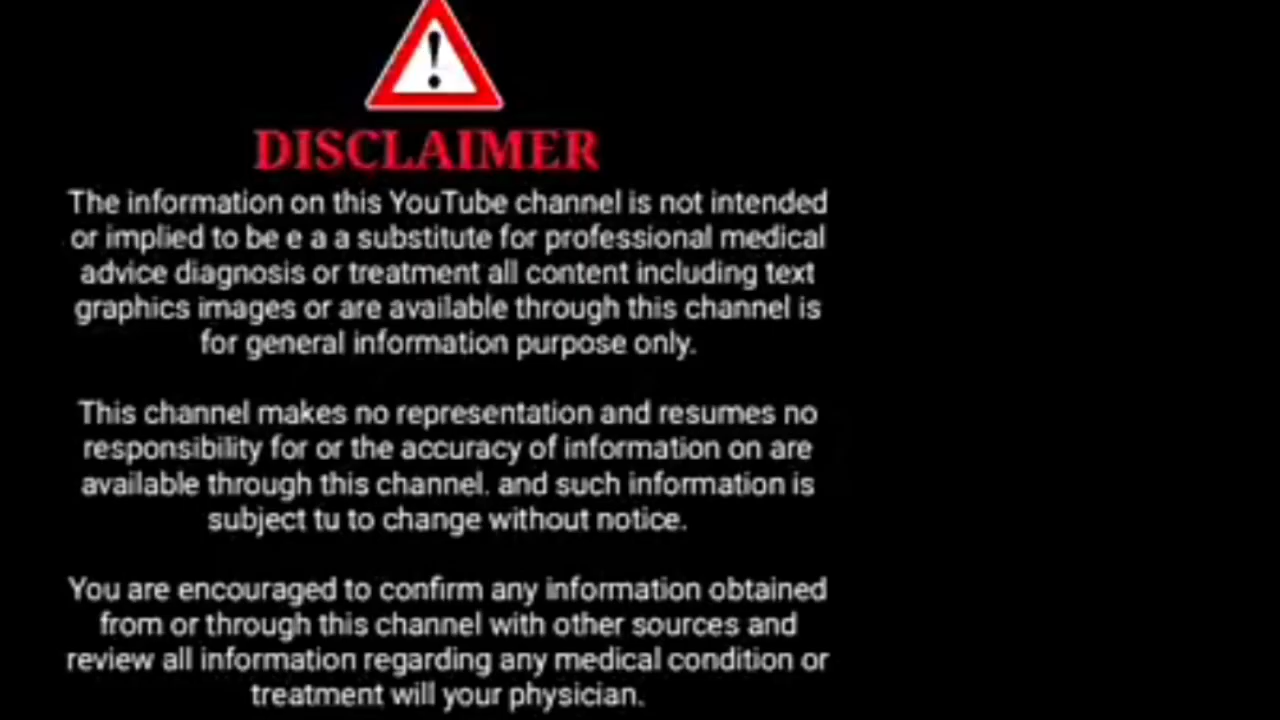 !
DISCLAIMER
The information on this YouTube channel is not intended
or implied to be e a a substitute for professional medical
advice diagnosis or treatment all content including text
graphics images or are available through this channel is
for general information purpose only.
This channel makes no representation and resumes no
responsibility for or the accuracy of information on are
available through this channel. and such information is
subject tu to change without notice.
You are encouraged to confirm any information obtained
from or through this channel with other sources and
review all information regarding any medical condition or
treatment will your physician.